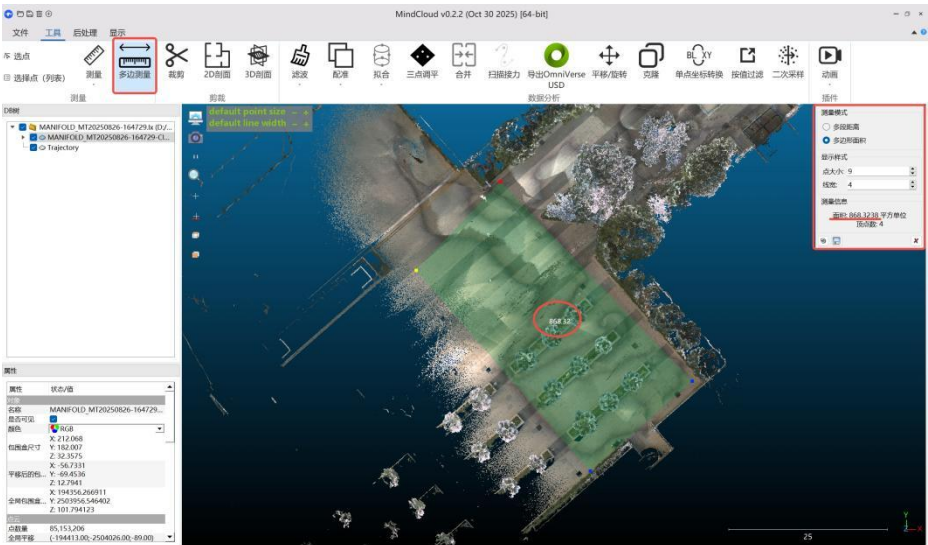 MindCloud v0.2.2 (Oct 30 2025) [64-bit]
文件 工具 后处理 显示
选点
选择点（列表）
测量 多边测量 裁剪 2D剖面 3D剖面 滤波 配准 拟合 三点调平 合并 扫描接力 导出OmniVerse USD 平移/旋转 克隆 单点坐标转换 按值过滤 二次采样 动画
BL XY
测量 剪裁 数据分析 插件
DB树
MANIFOLD_MT20250826-164729.lx (D:/...
MANIFOLD_MT20250826-164729-Cl...
Trajectory
default point size - +
default line width - +
868.32
25
Y
X
测量模式
多段距离
多边形面积
显示样式
点大小: 9
线宽: 4
测量信息
面积: 868.3238 平方单位
顶点数: 4
属性
属性 状态/值
对象
名称 MANIFOLD_MT20250826-164729...
是否可见
颜色 RGB
包围盒尺寸 X: 212.068
Y: 182.007
Z: 32.3575
平移后的包... X: -56.7331
Y: -69.4536
Z: 12.7941
全局包围盒... X: 194356.266911
Y: 2503956.546402
Z: 101.794123
点云
点数量 85,153,206
全局平移 (-194413.00;-2504026.00;-89.00)